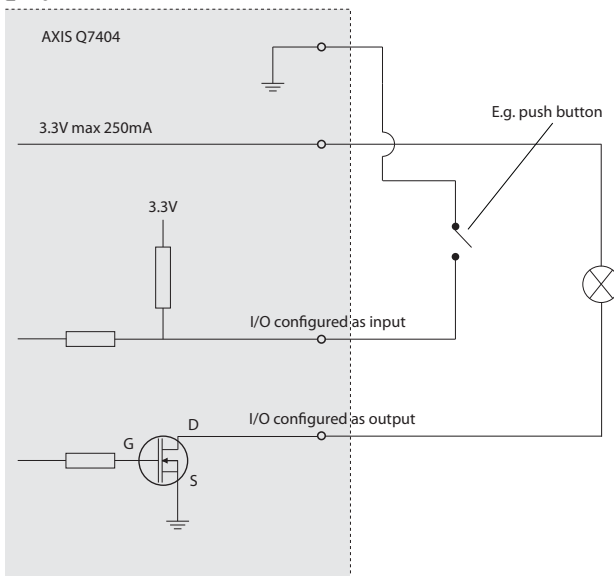 AXIS Q7404
3.3V max 250mA
E.g. push button
3.3V
I/O configured as input
I/O configured as output
D
G
S